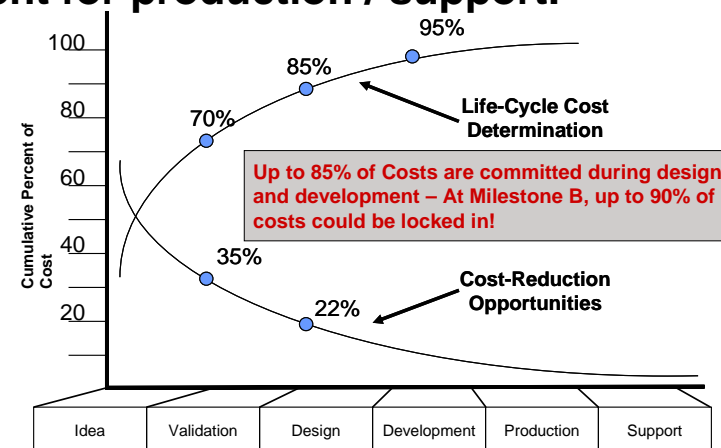 ent for production / support.
100
95%
85%
80
70%
Life-Cycle Cost
Determination
Cumulative Percent of
Cost
Up to 85% of Costs are committed during design
and development – At Milestone B, up to 90% of
costs could be locked in!
60
40
35%
Cost-Reduction
Opportunities
22%
20
Idea
Validation
Design
Development
Production
Support